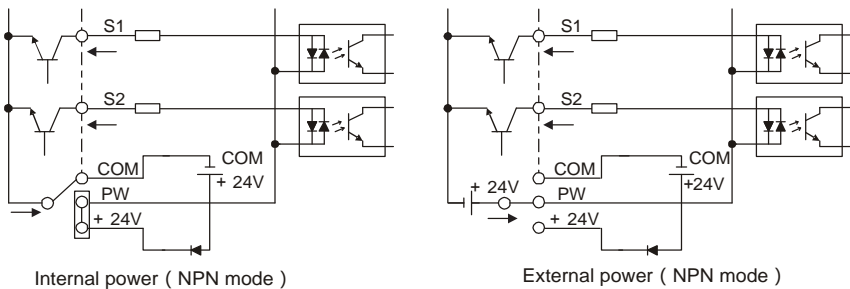 S1
S2
COM
COM
+ 24V
PW
+ 24V
Internal power ( NPN mode )
S1
S2
COM
COM
+24V
+ 24V
PW
+ 24V
External power ( NPN mode )